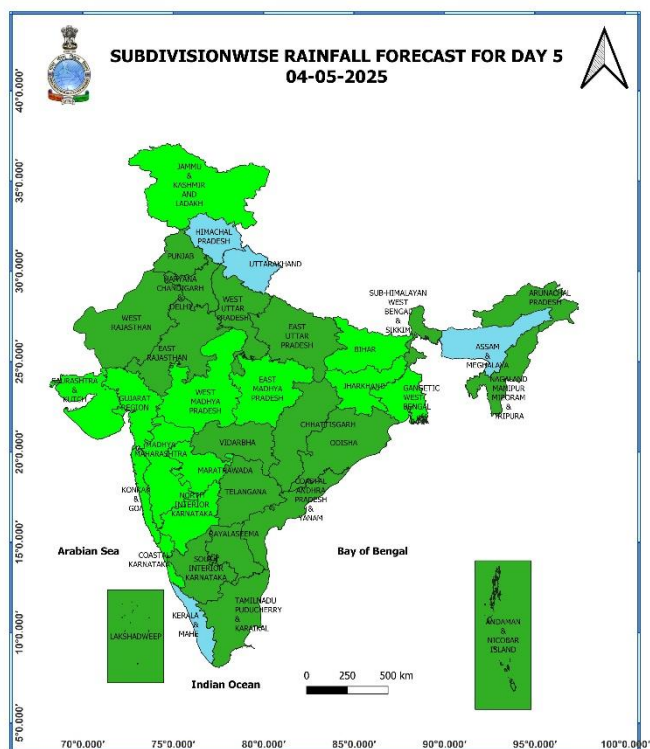 SUBDIVISIONWISE RAINFALL FORECAST FOR DAY 5
04-05-2025
40°0.000'
35°0.000'
30°0.000'
25°0.000'
20°0.000'
15°0.000'
10°0.000'
5°0.000'
JAMMU
&
KASHMIR
AND
LADAKH
HIMACHAL
PRADESH
PUNJAB
UTTARAKHAND
HARYANA
CHANDIGARH
&
DELHI
WEST
UTTAR
PRADESH
WEST
RAJASTHAN
EAST
RAJASTHAN
EAST
UTTAR
PRADESH
SUB-HIMALAYAN
WEST
BENGAL
&
SIKKIM
ARUNACHAL
PRADESH
ASSAM
&
MEGHALAYA
NAGALAND
MANIPUR
MIZORAM
&
TRIPURA
BIHAR
JHARKHAND
GANGETIC
WEST
BENGAL
SAURASHTRA
&
KUTCH
GUJARAT
REGION
WEST
MADHYA
PRADESH
EAST
MADHYA
PRADESH
CHHATTISGARH
ODISHA
VIDARBHA
MADHYA
MAHARASHTRA
MARATHWADA
KONKAN
&
GOA
TELANGANA
COASTAL
ANDHRA
PRADESH
&
YANAM
NORTH
INTERIOR
KARNATAKA
RAYALASEEMA
COASTAL
KARNATAKA
SOUTH
INTERIOR
KARNATAKA
KERALA
&
MAHE
TAMILNADU
PUDUCHERRY
&
KARAIKAL
Arabian Sea
Bay of Bengal
LAKSHADWEEP
ANDAMAN
&
NICOBAR
ISLAND
Indian Ocean
0 250 500 km
70°0.000' 75°0.000' 80°0.000' 85°0.000' 90°0.000' 95°0.000' 100°0.000'